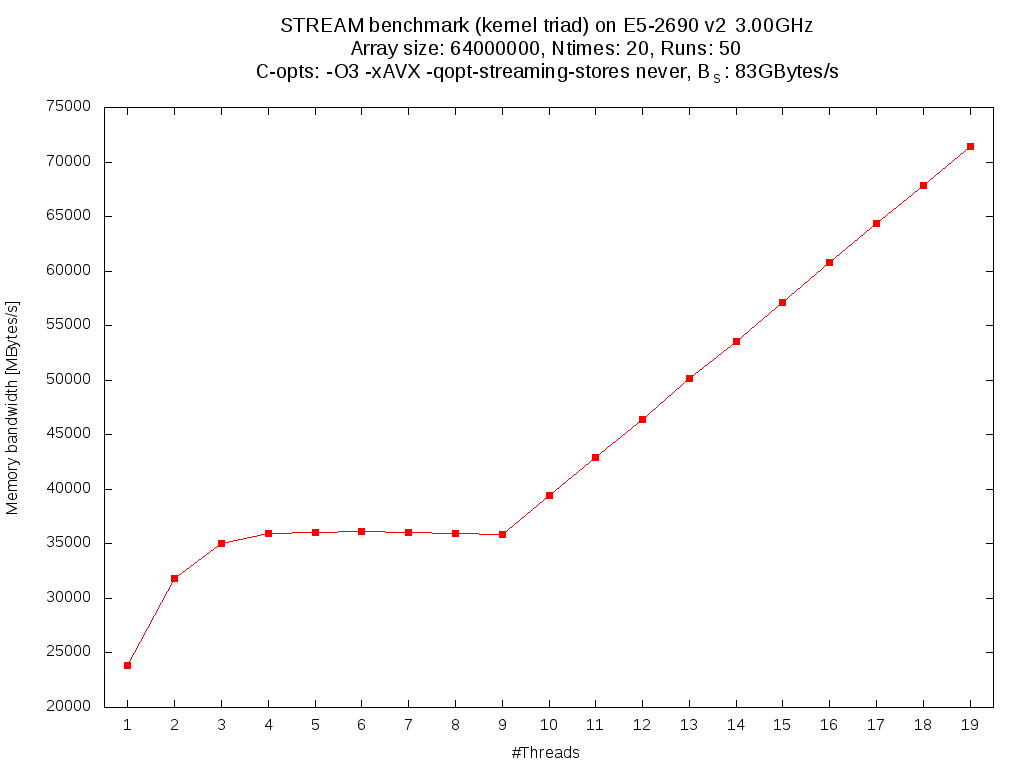 STREAM benchmark (kernel triad) on E5-2690 v2 3.00GHz
Array size: 64000000, Ntimes: 20, Runs: 50
C-opts: -O3 -xAVX -qopt-streaming-stores never, BS: 83GBytes/s
75000
70000
65000
60000
55000
50000
45000
40000
35000
30000
25000
20000
Memory bandwidth [MBytes/s]
1 2 3 4 5 6 7 8 9 10 11 12 13 14 15 16 17 18 19
#Threads